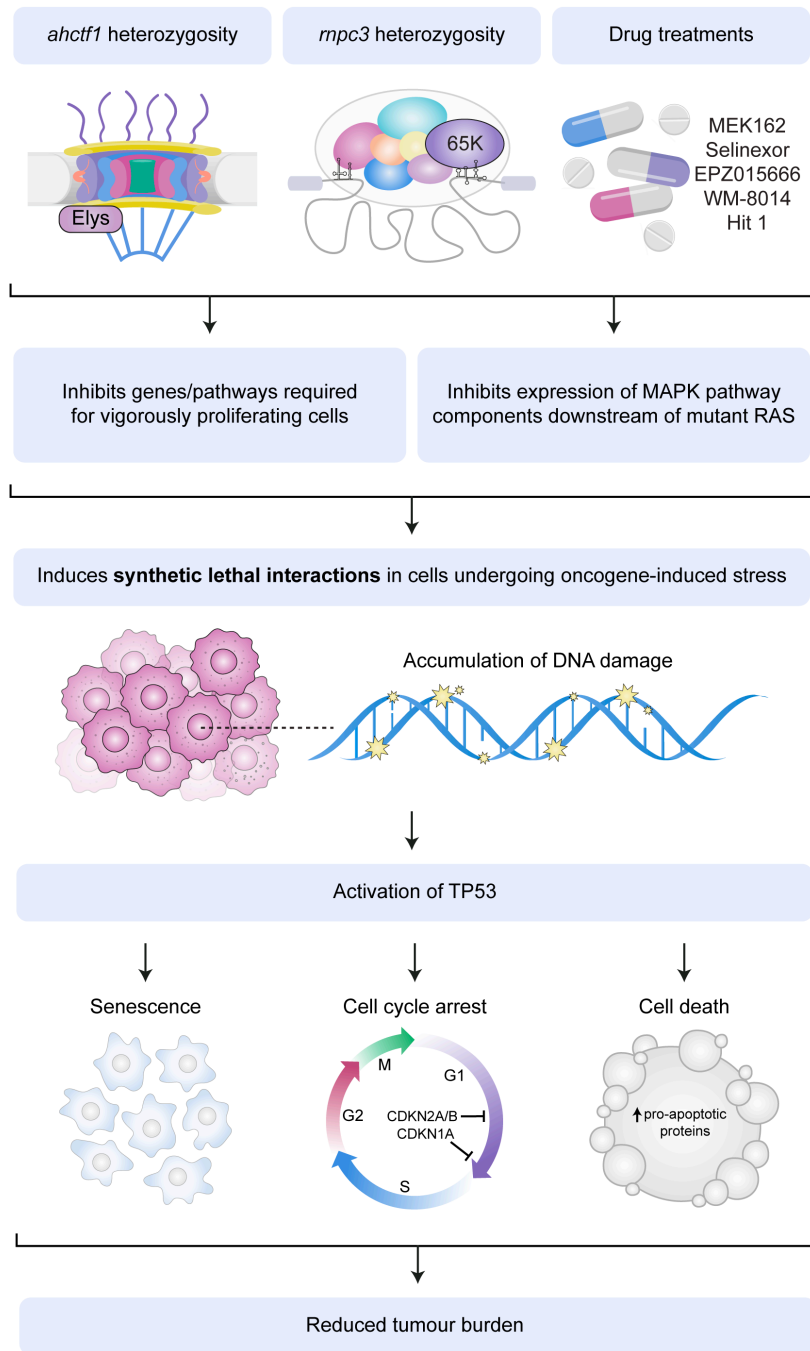 ahctf1 heterozygosity
rnpc3 heterozygosity
Drug treatments
Elys
65K
MEK162
Selinexor
EPZ015666
WM-8014
Hit 1
Inhibits genes/pathways required
for vigorously proliferating cells
Inhibits expression of MAPK pathway
components downstream of mutant RAS
Induces synthetic lethal interactions in cells undergoing oncogene-induced stress
Accumulation of DNA damage
Activation of TP53
Senescence
Cell cycle arrest
Cell death
M
G1
G2
CDKN2A/B
CDKN1A
S
pro-apoptotic
proteins
Reduced tumour burden